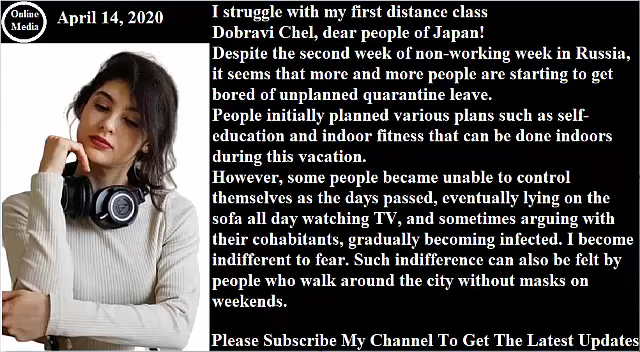 Online
Media
April 14, 2020
I struggle with my first distance class
Dobravi Chel, dear people of Japan!
Despite the second week of non-working week in Russia,
it seems that more and more people are starting to get
bored of unplanned quarantine leave.
People initially planned various plans such as self-
education and indoor fitness that can be done indoors
during this vacation.
However, some people became unable to control
themselves as the days passed, eventually lying on the
sofa all day watching TV, and sometimes arguing with
their cohabitants, gradually becoming infected. I become
indifferent to fear. Such indifference can also be felt by
people who walk around the city without masks on
weekends.
Please Subscribe My Channel To Get The Latest Updates